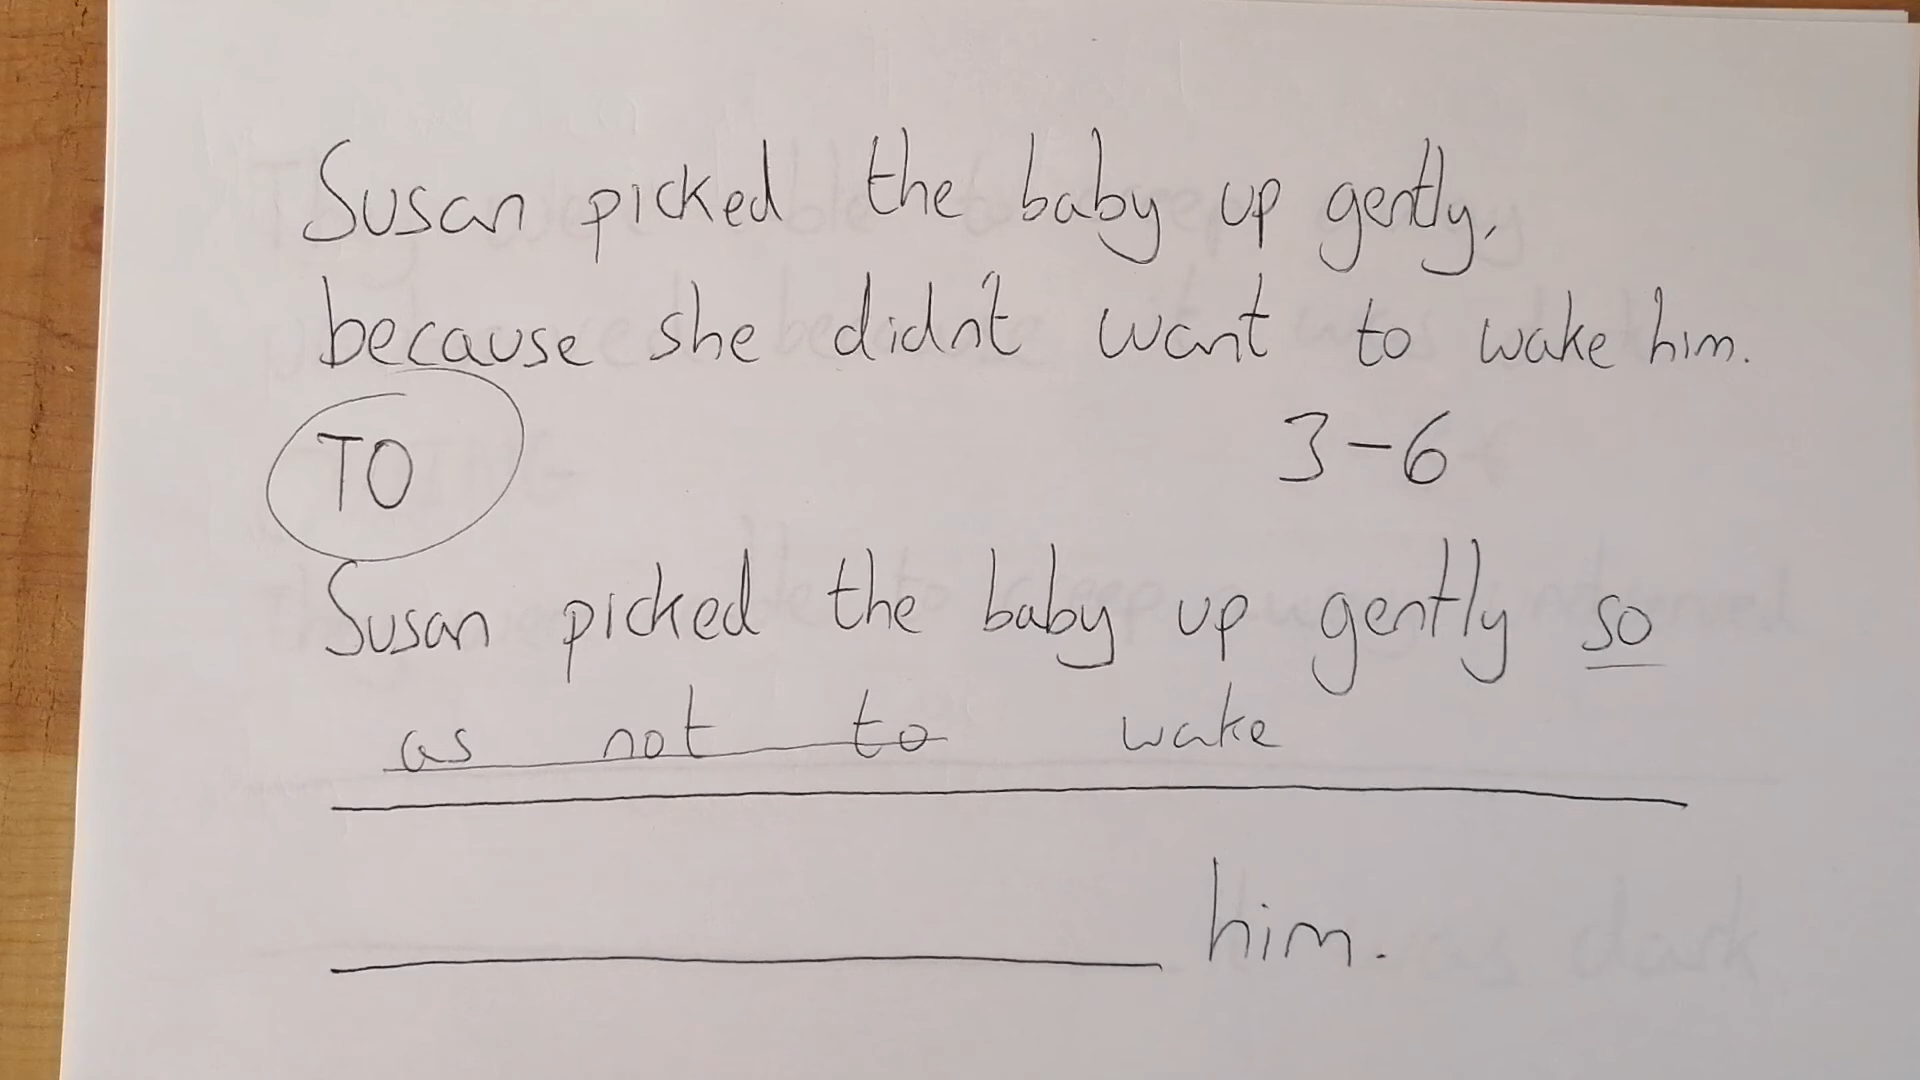 Susan picked the baby up gently,
because she didn't want to wake him.
TO 3-6
Susan picked the baby up gently so
as not to wake
him.